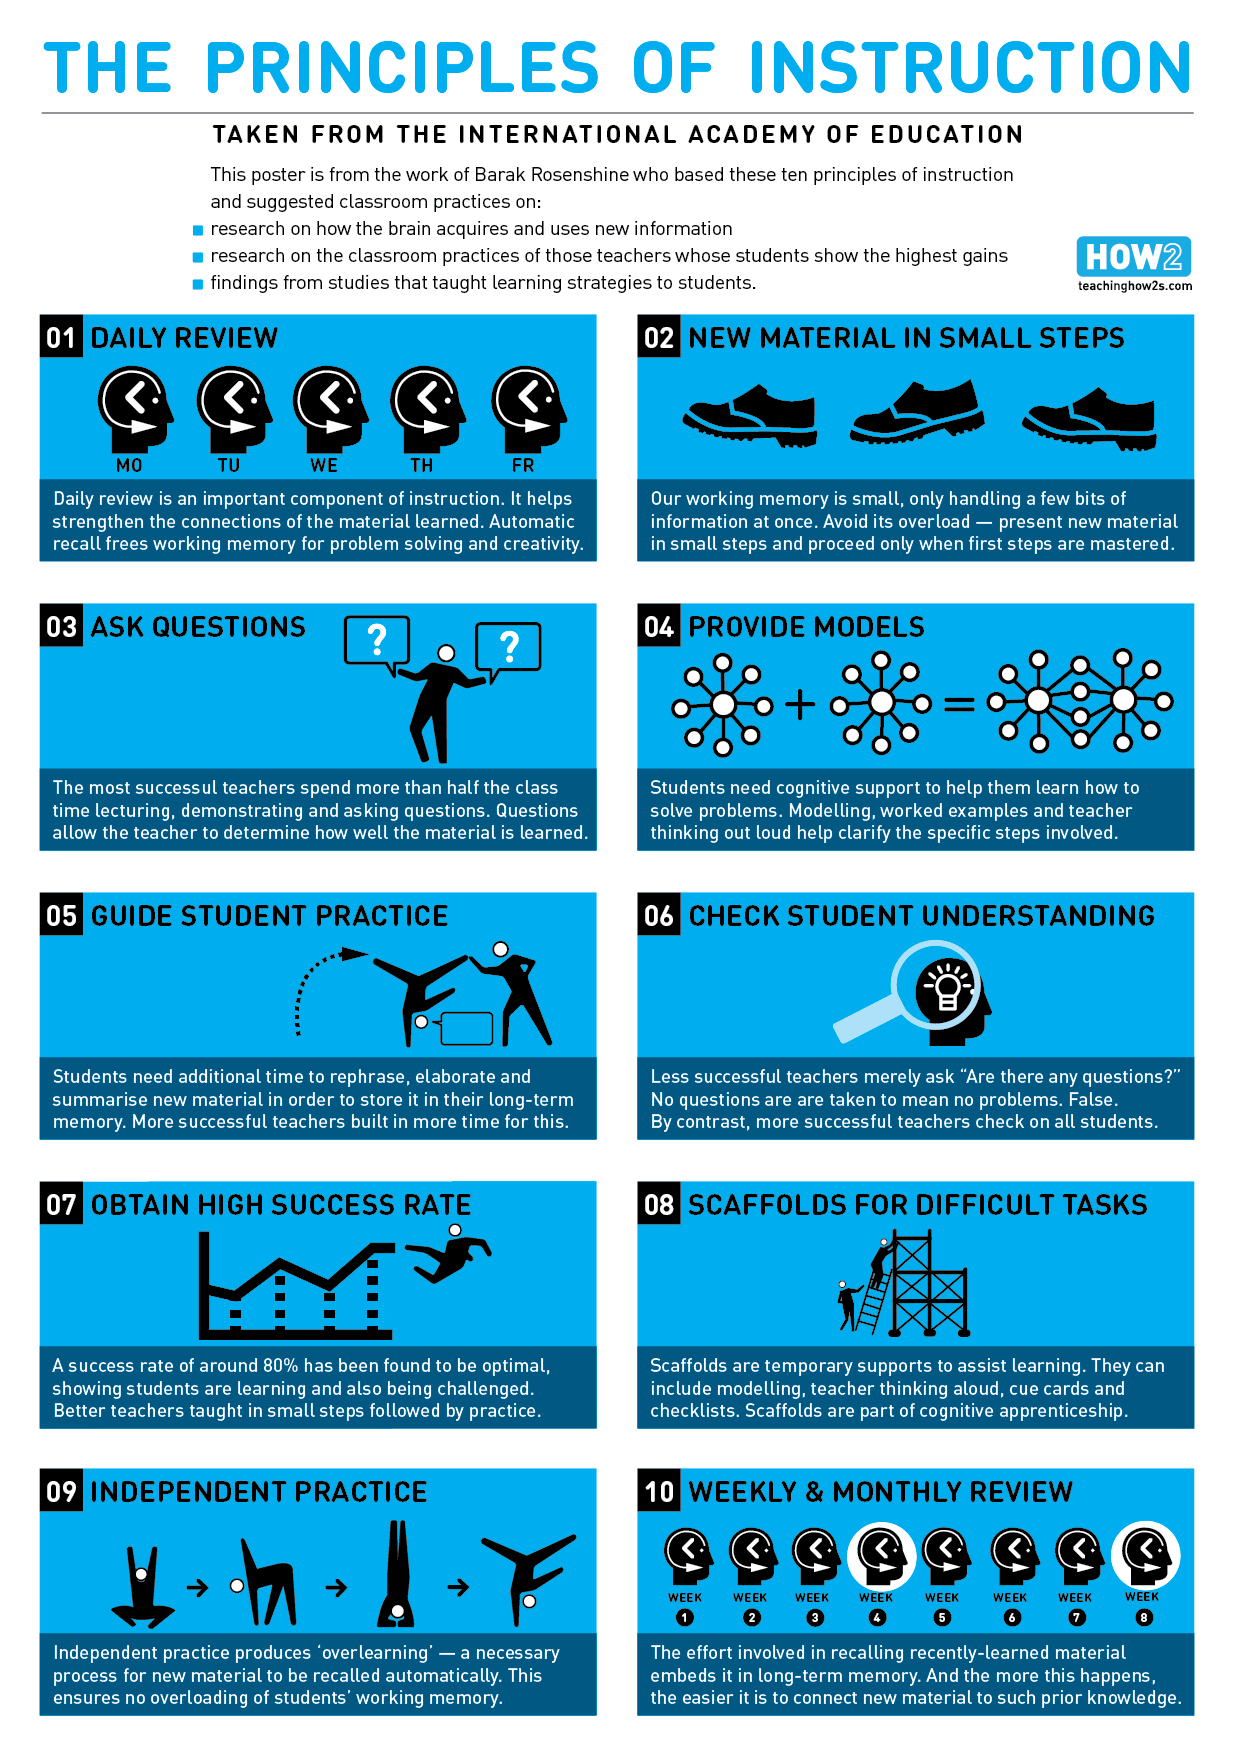 THE PRINCIPLES OF INSTRUCTION
TAKEN FROM THE INTERNATIONAL ACADEMY OF EDUCATION
This poster is from the work of Barak Rosenshine who based these ten principles of instruction
and suggested classroom practices on:
research on how the brain acquires and uses new information
research on the classroom practices of those teachers whose students show the highest gains
findings from studies that taught learning strategies to students.
HOW2
teachinghow2s.com
01 DAILY REVIEW
MO TU WE TH FR
Daily review is an important component of instruction. It helps
strengthen the connections of the material learned. Automatic
recall frees working memory for problem solving and creativity.
02 NEW MATERIAL IN SMALL STEPS
Our working memory is small, only handling a few bits of
information at once. Avoid its overload — present new material
in small steps and proceed only when first steps are mastered.
03 ASK QUESTIONS
? ?
The most successul teachers spend more than half the class
time lecturing, demonstrating and asking questions. Questions
allow the teacher to determine how well the material is learned.
04 PROVIDE MODELS
+ =
Students need cognitive support to help them learn how to
solve problems. Modelling, worked examples and teacher
thinking out loud help clarify the specific steps involved.
05 GUIDE STUDENT PRACTICE
Students need additional time to rephrase, elaborate and
summarise new material in order to store it in their long-term
memory. More successful teachers built in more time for this.
06 CHECK STUDENT UNDERSTANDING
Less successful teachers merely ask “Are there any questions?”
No questions are are taken to mean no problems. False.
By contrast, more successful teachers check on all students.
07 OBTAIN HIGH SUCCESS RATE
A success rate of around 80% has been found to be optimal,
showing students are learning and also being challenged.
Better teachers taught in small steps followed by practice.
08 SCAFFOLDS FOR DIFFICULT TASKS
Scaffolds are temporary supports to assist learning. They can
include modelling, teacher thinking aloud, cue cards and
checklists. Scaffolds are part of cognitive apprenticeship.
09 INDEPENDENT PRACTICE
Independent practice produces ‘overlearning’ — a necessary
process for new material to be recalled automatically. This
ensures no overloading of students’ working memory.
10 WEEKLY & MONTHLY REVIEW
WEEK WEEK WEEK WEEK WEEK WEEK WEEK WEEK
1 2 3 4 5 6 7 8
The effort involved in recalling recently-learned material
embeds it in long-term memory. And the more this happens,
the easier it is to connect new material to such prior knowledge.